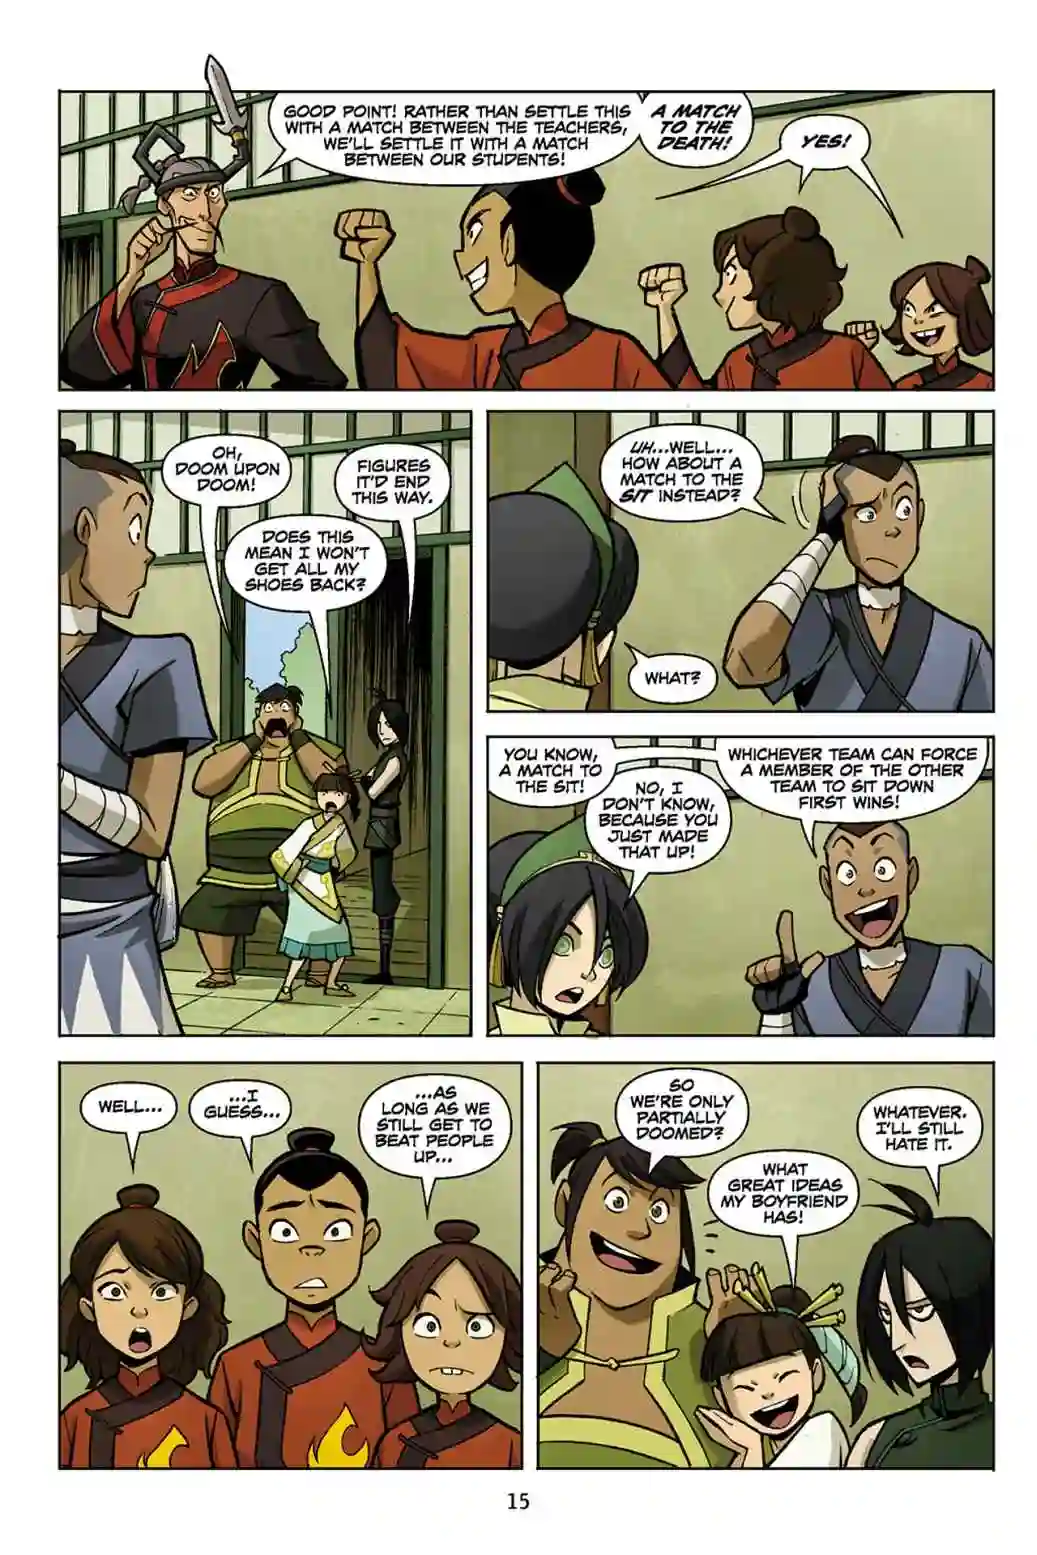 GOOD POINT! RATHER THAN SETTLE THIS
WITH A MATCH BETWEEN THE TEACHERS,
WE'LL SETTLE IT WITH A MATCH
BETWEEN OUR STUDENTS!
A MATCH
TO THE
DEATH!
YES!
OH,
DOOM UPON
DOOM!
DOES THIS
MEAN I WON'T
GET ALL MY
SHOES BACK?
FIGURES
IT'D END
THIS WAY.
UH...WELL...
HOW ABOUT A
MATCH TO THE
SIT INSTEAD?
WHAT?
YOU KNOW,
A MATCH TO
THE SIT!
NO, I
DON'T KNOW,
BECAUSE YOU
JUST MADE
THAT UP!
WHICHEVER TEAM CAN FORCE
A MEMBER OF THE OTHER
TEAM TO SIT DOWN
FIRST WINS!
WELL...
...I
GUESS...
...AS
LONG AS WE
STILL GET TO
BEAT PEOPLE
UP...
SO
WE'RE ONLY
PARTIALLY
DOOMED?
WHAT
GREAT IDEAS
MY BOYFRIEND
HAS!
WHATEVER.
I'LL STILL
HATE IT.
15